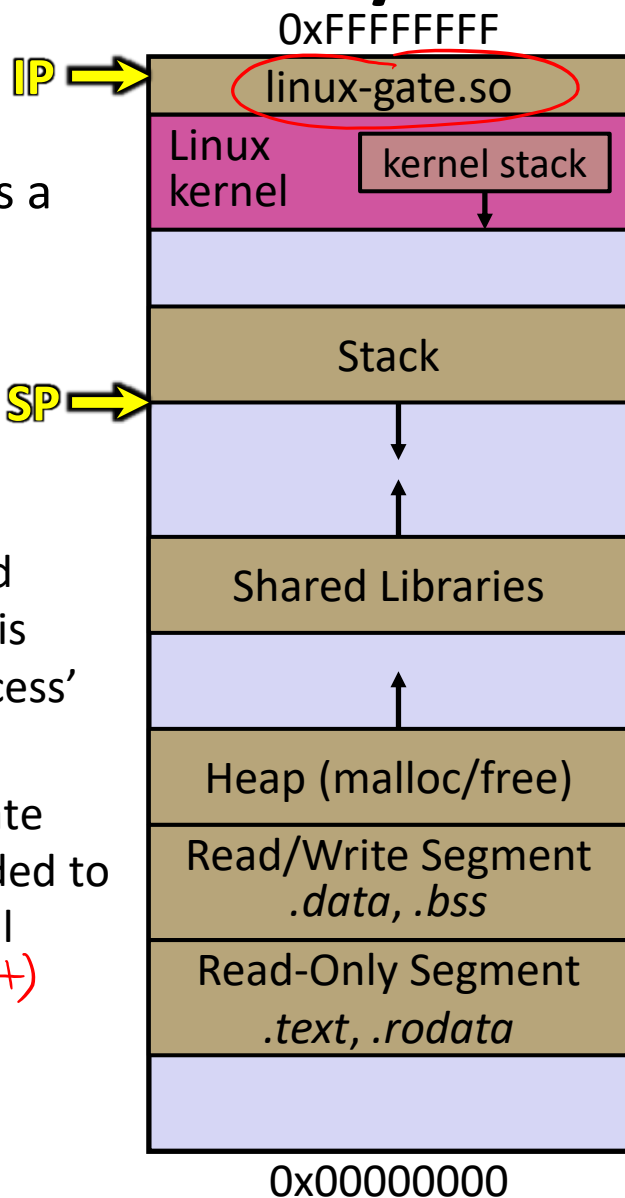 0xFFFFFFFF
IP
linux-gate.so
Linux
kernel
kernel stack
s a
Stack
SP
d
is
cess’
Shared Libraries
Heap (malloc/free)
ate
ded to
l
+)
Read/Write Segment
.data, .bss
Read-Only Segment
.text, .rodata
0x00000000